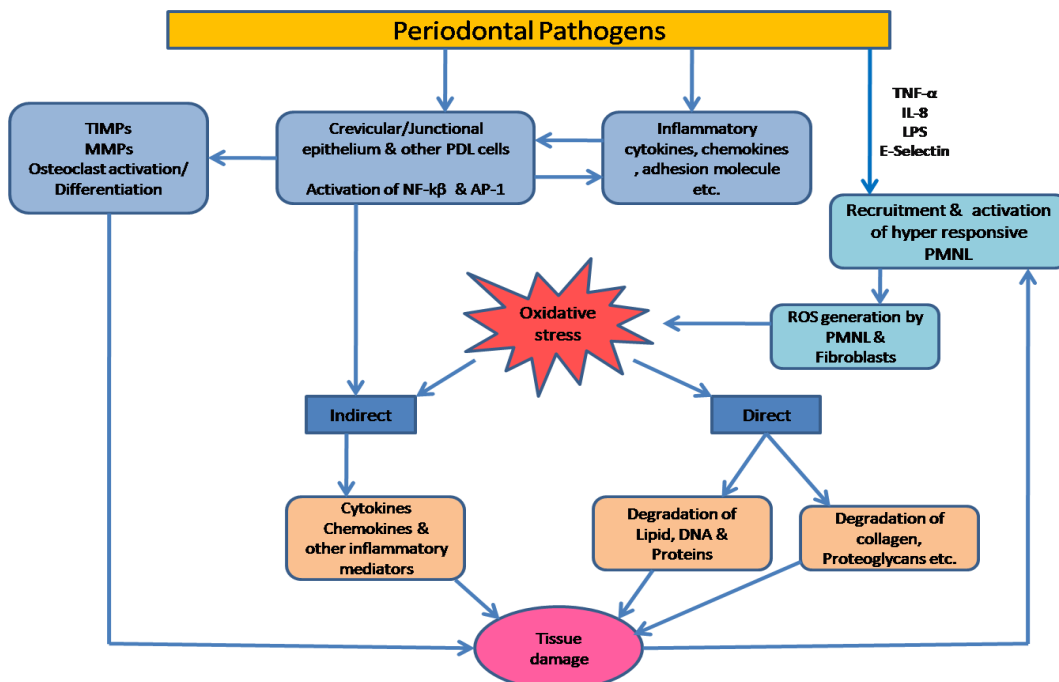 Periodontal Pathogens
TNF-α
IL-8
LPS
E-Selectin
TIMPs
MMPs
Osteoclast activation/
Differentiation
Crevicular/Junctional
epithelium & other PDL cells
Activation of NF-kβ & AP-1
Inflammatory
cytokines, chemokines
, adhesion molecule
etc.
Recruitment & activation
of hyper responsive
PMNL
Oxidative
stress
ROS generation by
PMNL &
Fibroblasts
Indirect
Direct
Cytokines
Chemokines &
other inflammatory
mediators
Degradation of
Lipid, DNA &
Proteins
Degradation of
collagen,
Proteoglycans etc.
Tissue
damage